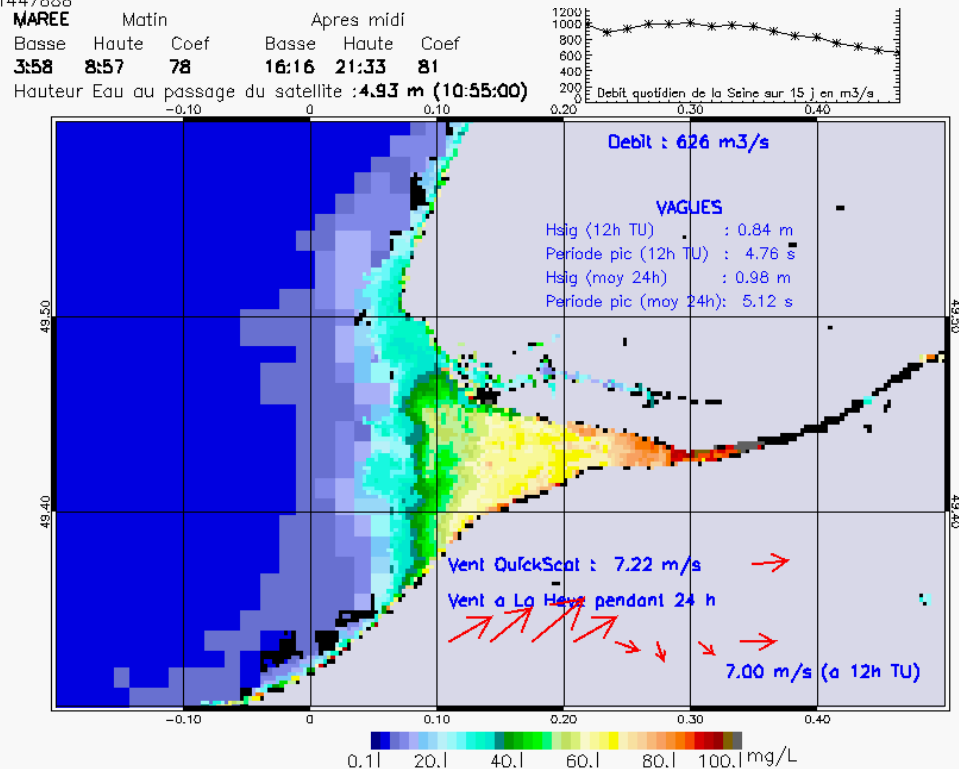 MAREE Matin Apres midi
Basse Haute Coef Basse Haute Coef
3:58 8:57 78 16:16 21:33 81
Hauteur Eau au passage du satellite :4.93 m (10:55:00)
1200
1000
800
600
400
200
0
Debit quotidien de la Seine sur 15 j en m3/s
-0.10 0 0.10 0.20 0.30 0.40
Debit : 626 m3/s
VAGUES
Hsig (12h TU) : 0.84 m
Periode pic (12h TU) : 4.76 s
Hsig (moy 24h) : 0.98 m
Periode pic (moy 24h): 5.12 s
49.50 49.50
49.40 49.40
Vent QuickScat : 7.22 m/s
Vent a La Heve pendant 24 h
7.00 m/s (a 12h TU)
-0.10 0 0.10 0.20 0.30 0.40
0.1| 20.| 40.| 60.| 80.| 100.| mg/L